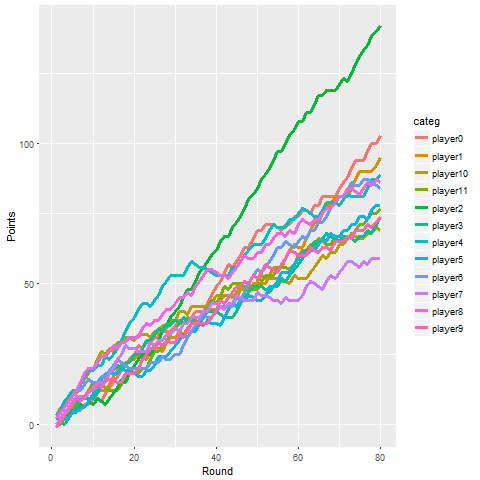 Points
100
50
0
0
20
40
60
80
Round
categ
player0
player1
player10
player11
player2
player3
player4
player5
player6
player7
player8
player9